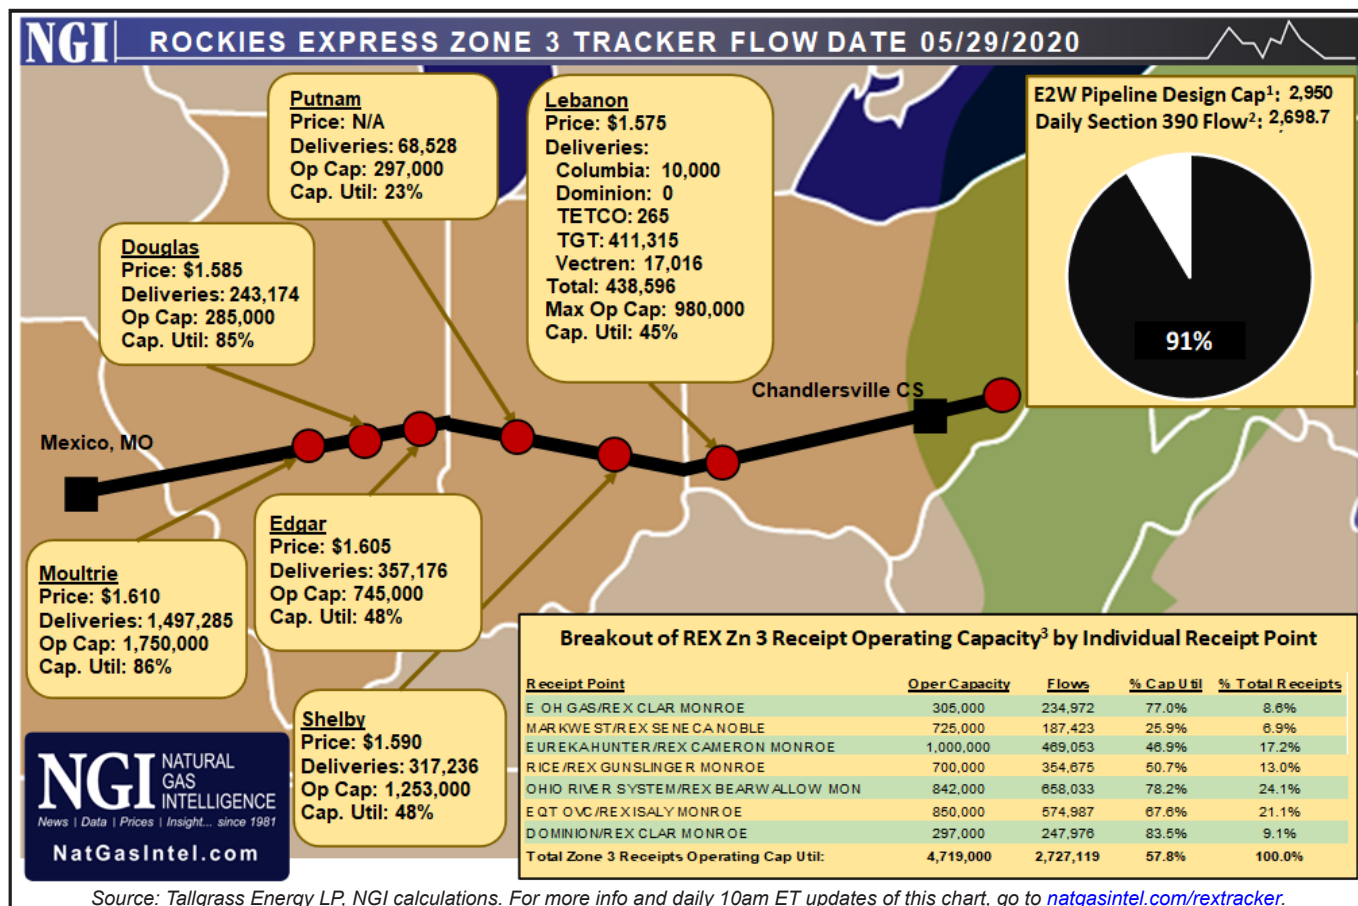 NGI ROCKIES EXPRESS ZONE 3 TRACKER FLOW DATE 05/29/2020
Putnam
Price: N/A
Deliveries: 68,528
Op Cap: 297,000
Cap. Util: 23%
Lebanon
Price: $1.575
Deliveries:
Columbia: 10,000
Dominion: 0
TETCO: 265
TGT: 411,315
Vectren: 17,016
Total: 438,596
Max Op Cap: 980,000
Cap. Util: 45%
E2W Pipeline Design Cap¹: 2,950
Daily Section 390 Flow²: 2,698.7
91%
Douglas
Price: $1.585
Deliveries: 243,174
Op Cap: 285,000
Cap. Util: 85%
Chandlersville CS
Mexico, MO
Moultrie
Price: $1.610
Deliveries: 1,497,285
Op Cap: 1,750,000
Cap. Util: 86%
Edgar
Price: $1.605
Deliveries: 357,176
Op Cap: 745,000
Cap. Util: 48%
Shelby
Price: $1.590
Deliveries: 317,236
Op Cap: 1,253,000
Cap. Util: 48%
Breakout of REX Zn 3 Receipt Operating Capacity³ by Individual Receipt Point
Receipt Point Oper Capacity Flows % Cap Util % Total Receipts
E OH GAS/REX CLAR MONROE 305,000 234,972 77.0% 8.6%
MARKWEST/REX SENECA NOBLE 725,000 187,423 25.9% 6.9%
EUREKAHUNTER/REX CAMERON MONROE 1,000,000 469,053 46.9% 17.2%
RICE/REX GUNSLINGER MONROE 700,000 354,675 50.7% 13.0%
OHIO RIVER SYSTEM/REX BEARWALLOW MON 842,000 658,033 78.2% 24.1%
EQT OVC/REX ISALY MONROE 850,000 574,987 67.6% 21.1%
DOMINION/REX CLAR MONROE 297,000 247,976 83.5% 9.1%
Total Zone 3 Receipts Operating Cap Util: 4,719,000 2,727,119 57.8% 100.0%
NGI NATURAL
GAS
INTELLIGENCE
News | Data | Prices | Insight... since 1981
NatGasIntel.com
Source: Tallgrass Energy LP, NGI calculations. For more info and daily 10am ET updates of this chart, go to natgasintel.com/rextracker.